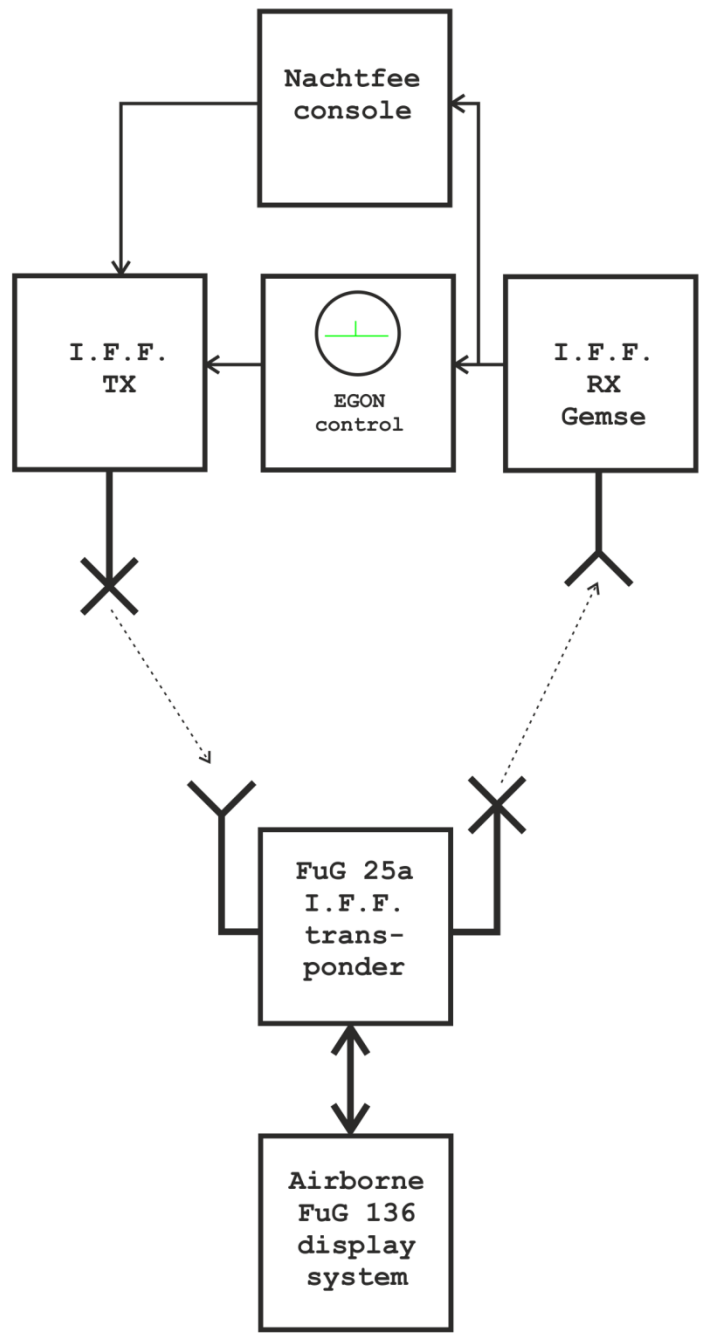 Nachtfee
console
I.F.F.
TX
EGON
control
I.F.F.
RX
Gemse
FuG 25a
I.F.F.
trans-
ponder
Airborne
FuG 136
display
system